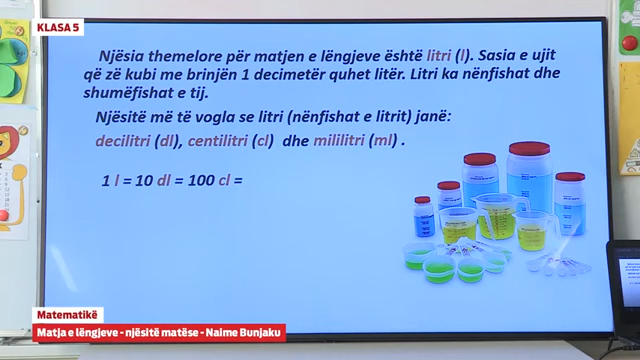 KLASA 5
Njësia themelore për matjen e lëngjeve është litri (l). Sasia e ujit
që zë kubi me brinjën 1 decimetër quhet litër. Litri ka nënfishat dhe
shumëfishat e tij.
Njësitë më të vogla se litri (nënfishat e litrit) janë:
decilitri (dl), centilitri (cl) dhe mililitri (ml) .
1 l = 10 dl = 100 cl =
Matematikë
Matja e lëngjeve - njësitë matëse - Naime Bunjaku